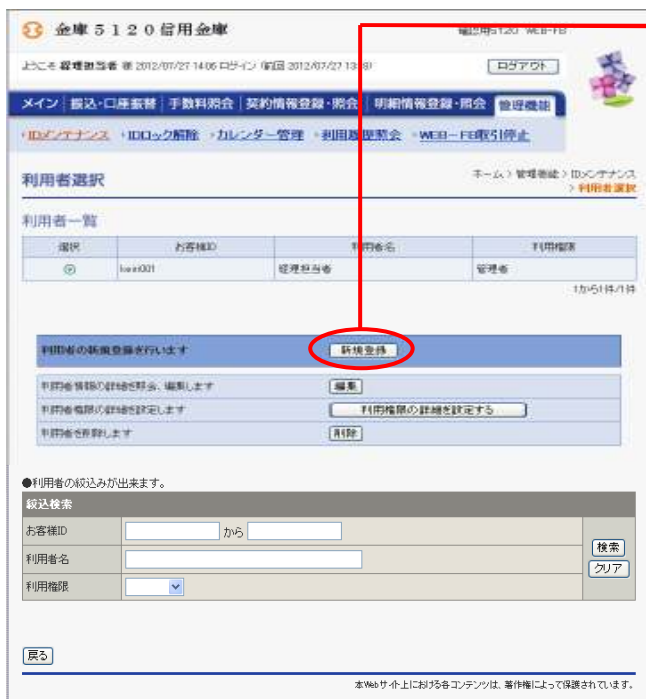 金庫５１２０信用金庫
確認用5120 WEB-FB
ようこそ 経理担当者 様 2012/07/27 14:06 ログイン (前回 2012/07/27 13:
ログアウト
メイン 振込・口座振替 手数料照会 契約情報登録・照会 明細情報登録・照会 管理機能
・IDメンテナンス ・IDロック解除 ・カレンダー管理 ・利用履歴照会 ・WEB－FB取引停止
利用者選択
ホーム > 管理機能 > IDメンテナンス
> 利用者選択
利用者一覧
選択 お客様ID 利用者名 利用権限
経理担当者 管理者
1から1件/1件
利用者の新規登録を行います 新規登録
利用者情報の詳細を照会、編集します 編集
利用者権限の詳細を設定します 利用権限の詳細を設定する
利用者を削除します 削除
●利用者の絞込みが出来ます。
絞込検索
お客様ID から
利用者名
利用権限
検索
クリア
戻る
本Webサイト上における各コンテンツは、著作権によって保護されています。